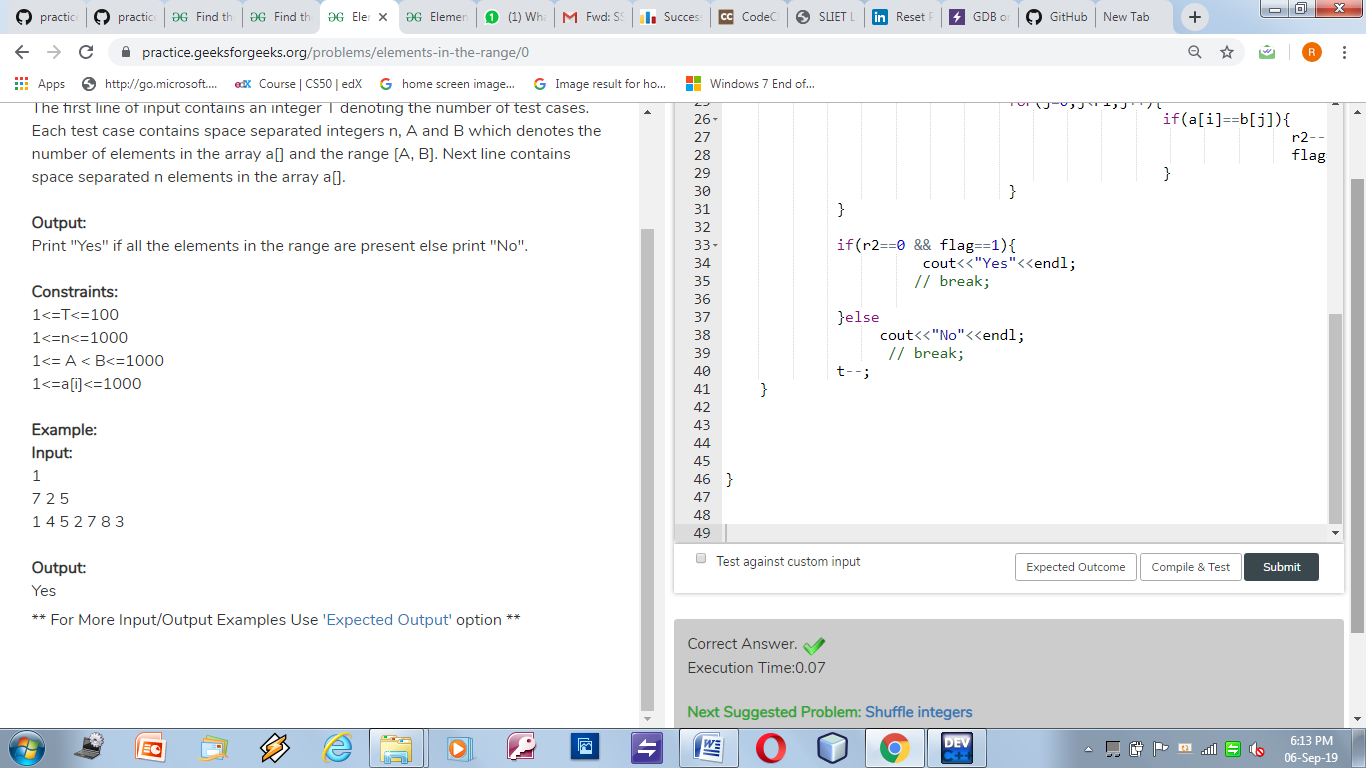 practic
practic
Find th
Find th
Eler
Elemen
(1) Wha
Fwd: SS
Succes
CodeC
SLIET L
Reset P
GDB or
GitHub
New Tab
practice.geeksforgeeks.org/problems/elements-in-the-range/0
R
Apps
http://go.microsoft....
edX Course | CS50 | edX
home screen image...
Image result for ho...
Windows 7 End of...
The first line of input contains an integer T denoting the number of test cases.
Each test case contains space separated integers n, A and B which denotes the
number of elements in the array a[] and the range [A, B]. Next line contains
space separated n elements in the array a[].
Output:
Print "Yes" if all the elements in the range are present else print "No".
Constraints:
1<=T<=100
1<=n<=1000
1<= A < B<=1000
1<=a[i]<=1000
Example:
Input:
1
7 2 5
1 4 5 2 7 8 3
Output:
Yes
** For More Input/Output Examples Use 'Expected Output' option **
26 if(a[i]==b[j]){
27 r2--
28 flag
29 }
30 }
31 }
32
33 if(r2==0 && flag==1){
34 cout<<"Yes"<<endl;
35 // break;
36
37 }else
38 cout<<"No"<<endl;
39 // break;
40 t--;
41 }
42
43
44
45
46 }
47
48
49
Test against custom input
Expected Outcome
Compile & Test
Submit
Correct Answer.
Execution Time:0.07
Next Suggested Problem: Shuffle integers
DEV
C++
6:13 PM
06-Sep-19